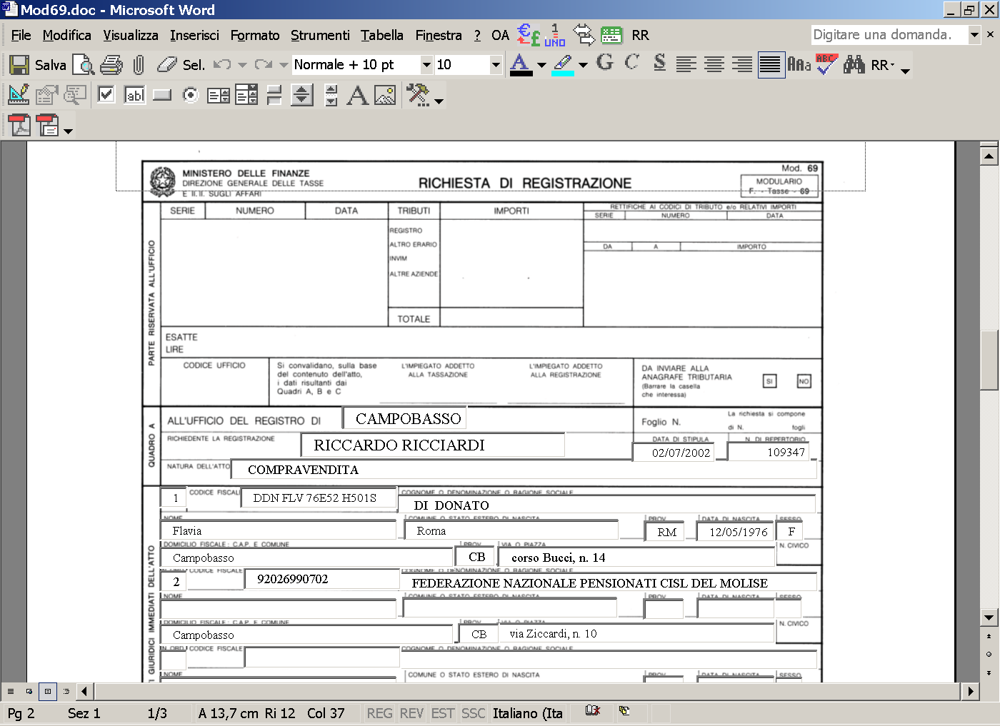 Mod69.doc - Microsoft Word
File Modifica Visualizza Inserisci Formato Strumenti Tabella Finestra ? OA €£ 1 UNO RR Digitare una domanda.
Salva Sel. Normale + 10 pt 10 A G C S Aªa ABC RR
ab A
Mod. 69
MINISTERO DELLE FINANZE
DIREZIONE GENERALE DELLE TASSE
E II.II. SUGLI AFFARI
RICHIESTA DI REGISTRAZIONE
MODULARIO
F. - Tasse - 69
PARTE RISERVATA ALL'UFFICIO
SERIE NUMERO DATA TRIBUTI IMPORTI
RETTIFICHE AI CODICI DI TRIBUTO e/o RELATIVI IMPORTI
SERIE NUMERO DATA
REGISTRO
ALTRO ERARIO
DA A IMPORTO
INVIM
ALTRE AZIENDE
TOTALE
ESATTE
LIRE
CODICE UFFICIO
Si convalidano, sulla base
del contenuto dell'atto,
i dati risultanti dai
Quadri A, B e C
L'IMPIEGATO ADDETTO
ALLA TASSAZIONE
L'IMPIEGATO ADDETTO
ALLA REGISTRAZIONE
DA INVIARE ALLA
ANAGRAFE TRIBUTARIA
(Barrare la casella
che interessa)
SI NO
QUADRO A
ALL'UFFICIO DEL REGISTRO DI CAMPOBASSO
Foglio N.
La richiesta si compone
di N. fogli
RICHIEDENTE LA REGISTRAZIONE RICCARDO RICCIARDI
DATA DI STIPULA N. DI REPERTORIO
02/07/2002 109347
NATURA DELL'ATTO COMPRAVENDITA
GIURIDICI IMMEDIATI DELL'ATTO
1 CODICE FISCALE DDN FLV 76E52 H501S COGNOME O DENOMINAZIONE O RAGIONE SOCIALE
DI DONATO
NOME COMUNE O STATO ESTERO DI NASCITA PROV DATA DI NASCITA SESSO
Flavia Roma RM 12/05/1976 F
DOMICILIO FISCALE: C.A.P. E COMUNE PROV VIA O PIAZZA N. CIVICO
Campobasso CB corso Bucci, n. 14
2 CODICE FISCALE 92026990702 COGNOME O DENOMINAZIONE O RAGIONE SOCIALE
FEDERAZIONE NAZIONALE PENSIONATI CISL DEL MOLISE
NOME COMUNE O STATO ESTERO DI NASCITA PROV DATA DI NASCITA SESSO
DOMICILIO FISCALE: C.A.P. E COMUNE PROV VIA O PIAZZA N. CIVICO
Campobasso CB via Ziccardi, n. 10
N. ORD. CODICE FISCALE COGNOME O DENOMINAZIONE O RAGIONE SOCIALE
NOME COMUNE O STATO ESTERO DI NASCITA PROV DATA DI NASCITA SESSO
Pg 2 Sez 1 1/3 A 13,7 cm Ri 12 Col 37 REG REV EST SSC Italiano (Ita